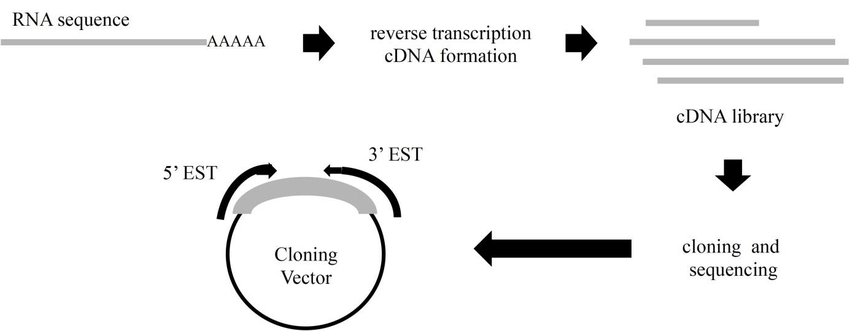 RNA sequence
AAAAA
reverse transcription
cDNA formation
cDNA library
5’ EST
3’ EST
Cloning
Vector
cloning and
sequencing